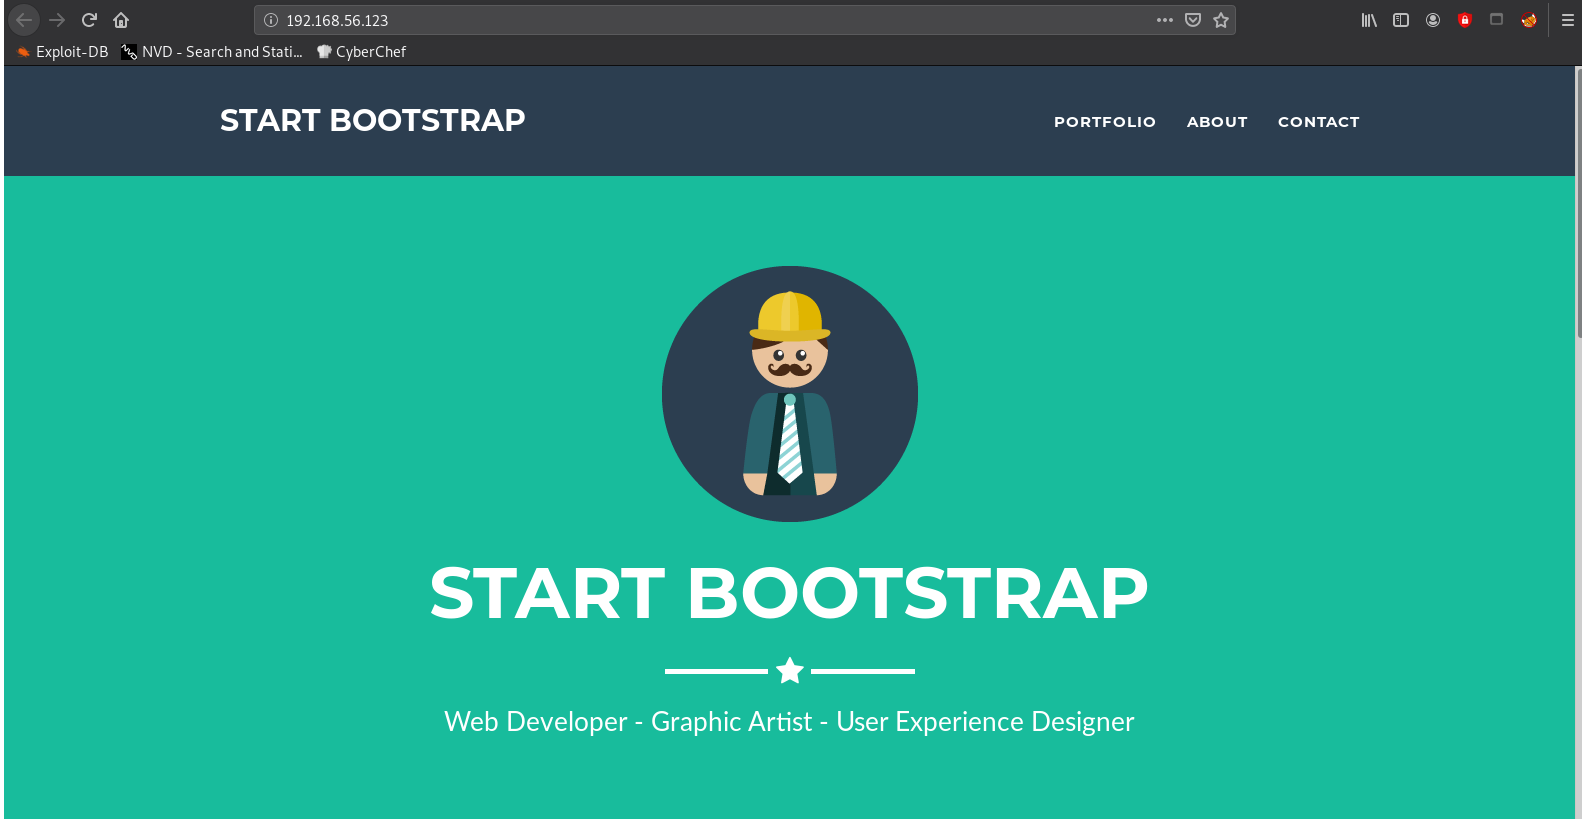 192.168.56.123
Exploit-DB NVD - Search and Stati... CyberChef
START BOOTSTRAP PORTFOLIO ABOUT CONTACT
START BOOTSTRAP
Web Developer - Graphic Artist - User Experience Designer